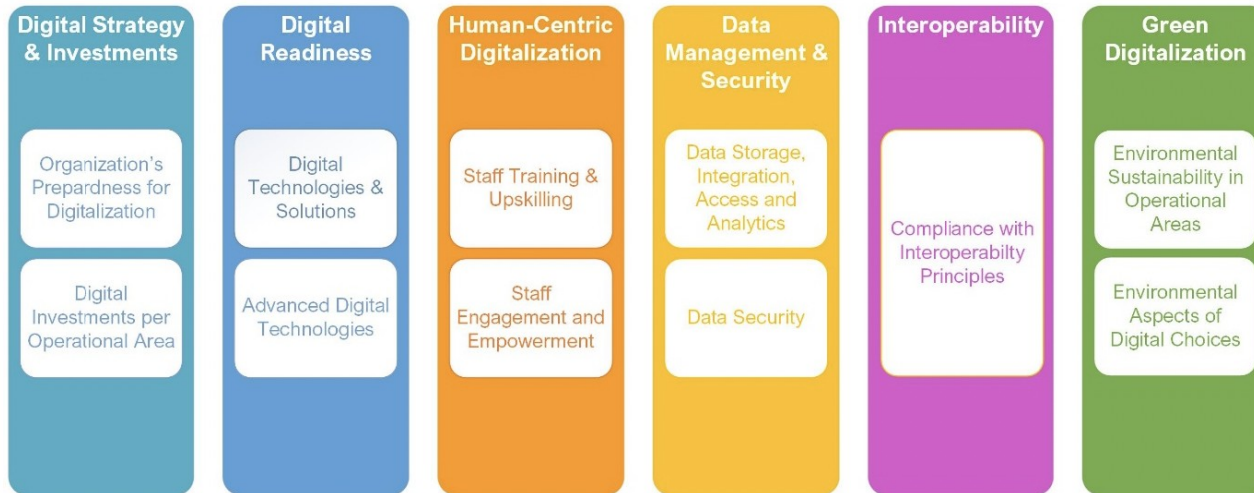 Digital Strategy
& Investments
Organization's
Prepardness for
Digitalization
Digital
Investments per
Operational Area
Digital
Readiness
Digital
Technologies &
Solutions
Advanced Digital
Technologies
Human-Centric
Digitalization
Staff Training &
Upskilling
Staff
Engagement and
Empowerment
Data
Management &
Security
Data Storage,
Integration,
Access and
Analytics
Data Security
Interoperability
Compliance with
Interoperabilty
Principles
Green
Digitalization
Environmental
Sustainability in
Operational
Areas
Environmental
Aspects of
Digital Choices